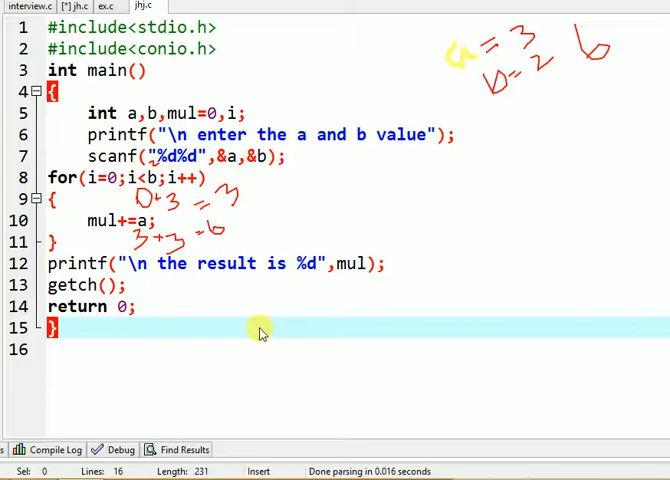 interview.c [*] jh.c ex.c jhj.c
1 #include<stdio.h>
2 #include<conio.h>
3 int main()
4 {
5 int a,b,mul=0,i;
6 printf("\n enter the a and b value");
7 scanf("%d%d",&a,&b);
8 for(i=0;i<b;i++)
9 {
10 mul+=a;
11 }
12 printf("\n the result is %d",mul);
13 getch();
14 return 0;
15 }
16
a = 3 6
b = 2
2
0+3 = 3
3+3 = 6
s Compile Log Debug Find Results
Sel: 0 Lines: 16 Length: 231 Insert Done parsing in 0.016 seconds